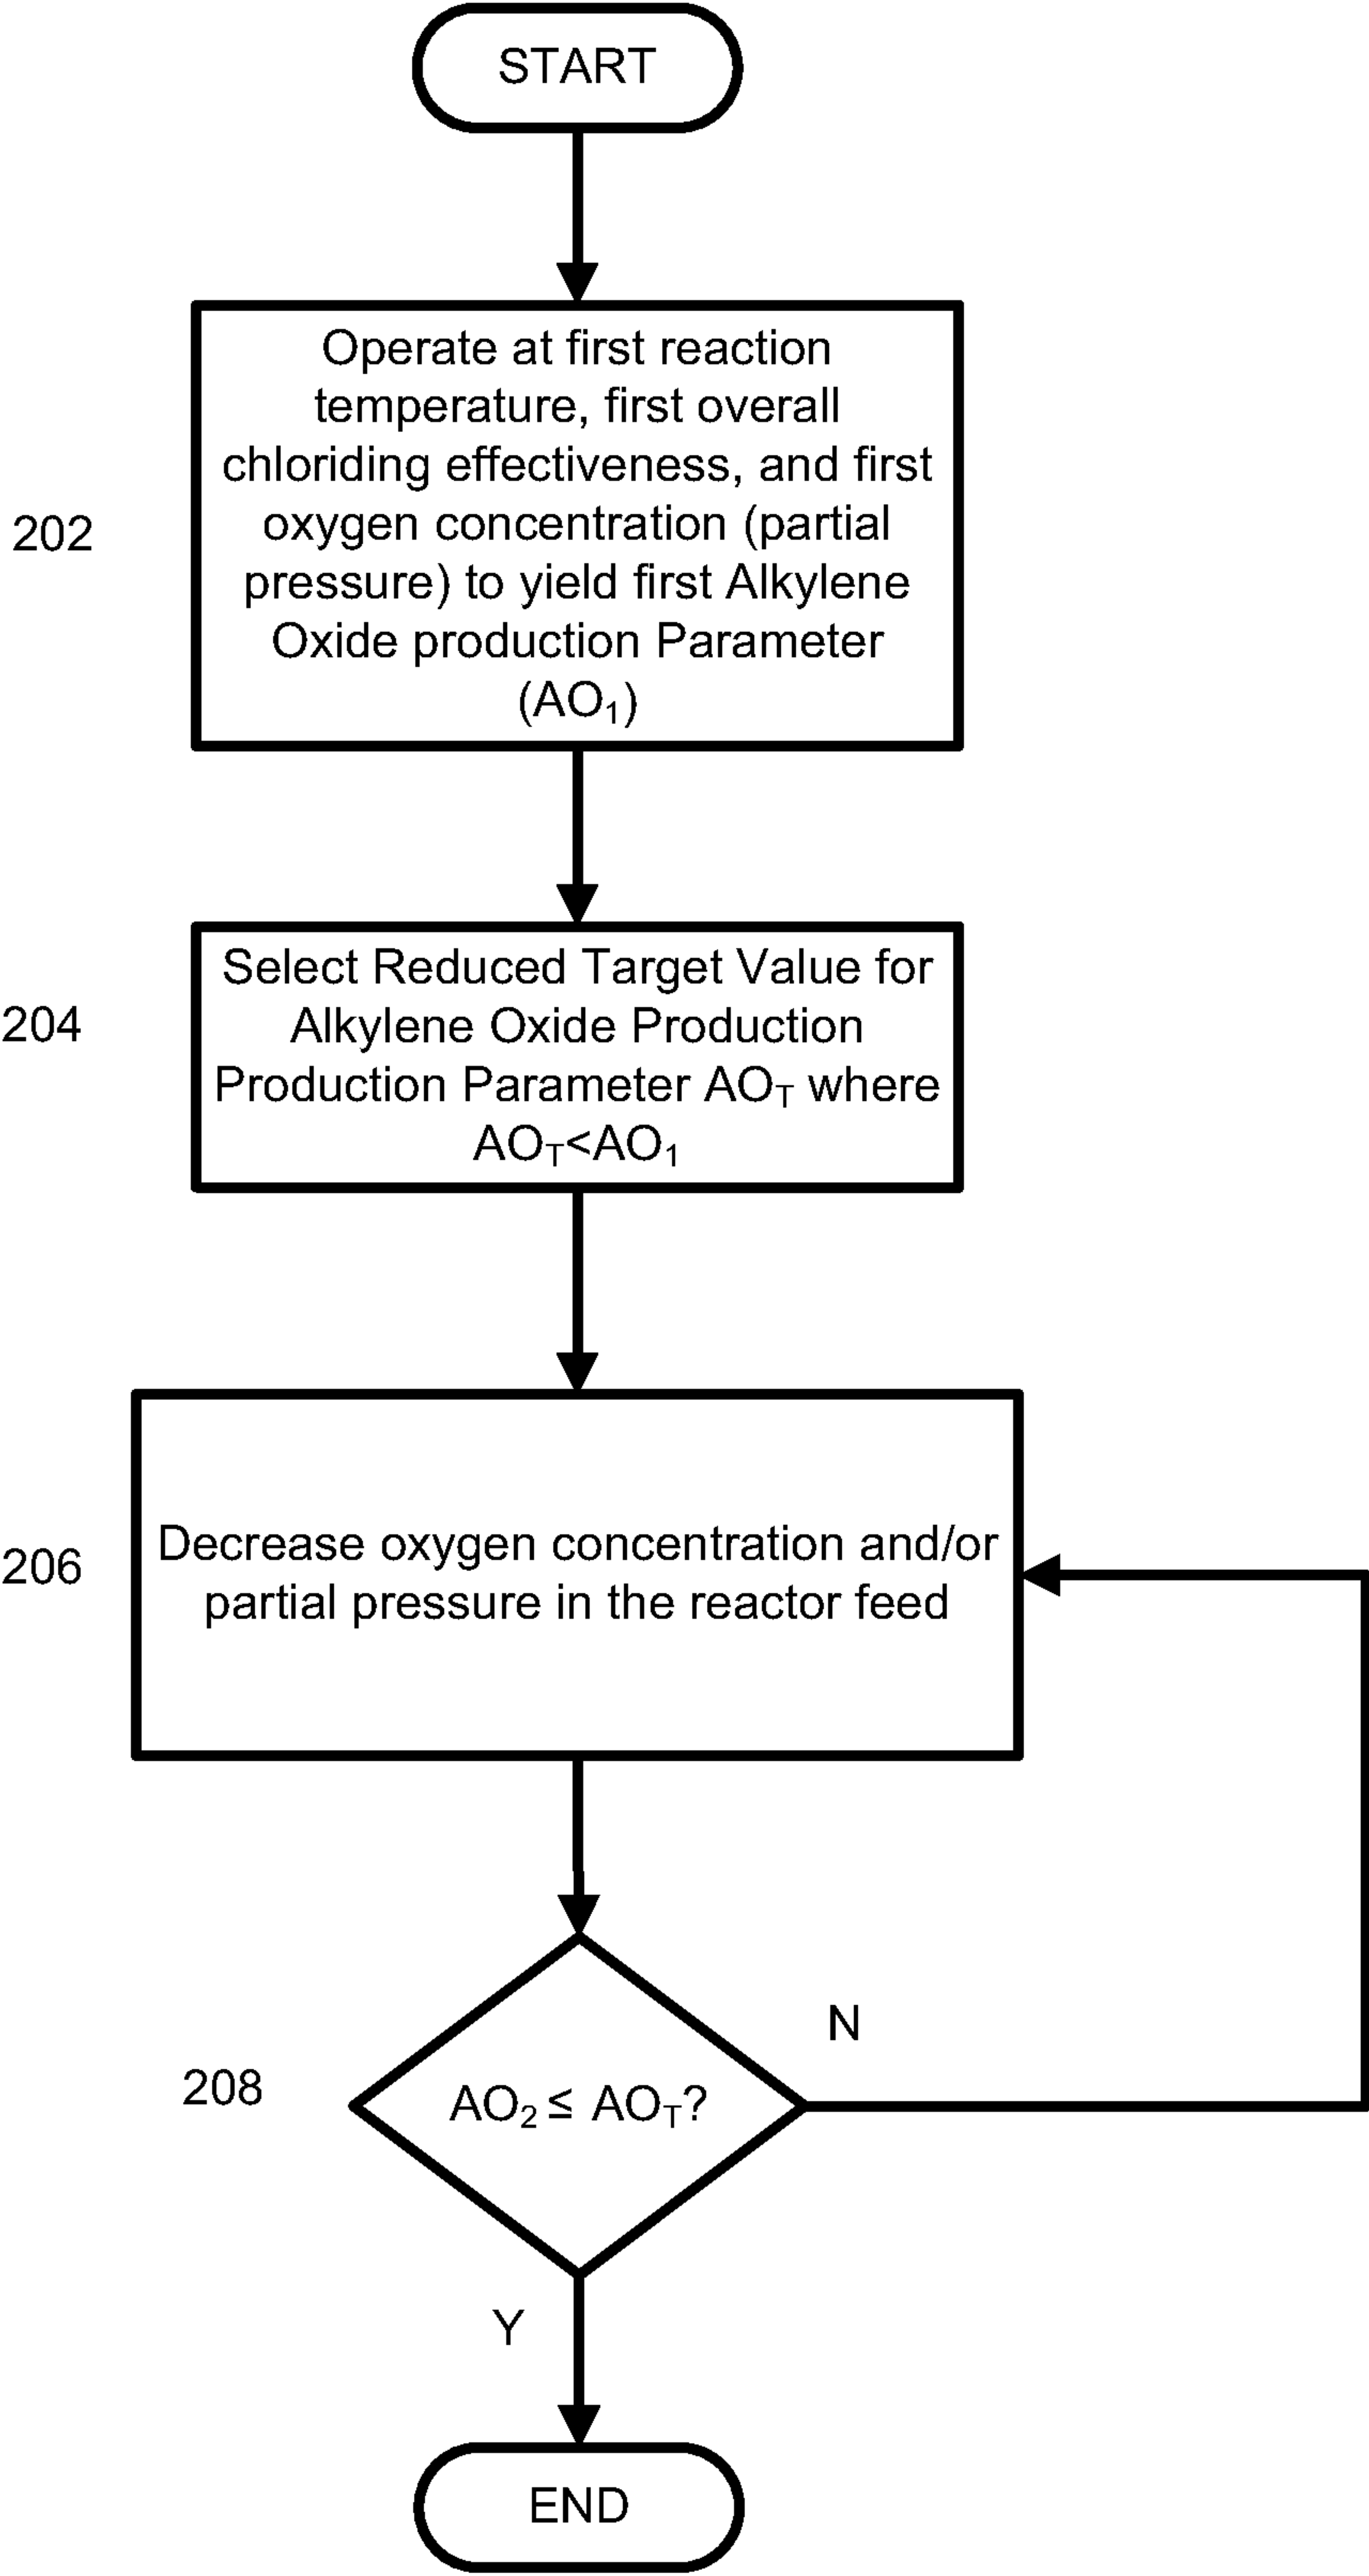 START
Operate at first reaction
temperature, first overall
chloriding effectiveness, and first
oxygen concentration (partial
pressure) to yield first Alkylene
Oxide production Parameter
(AO₁)
202
Select Reduced Target Value for
Alkylene Oxide Production
Production Parameter AOT where
AOT<AO₁
204
Decrease oxygen concentration and/or
partial pressure in the reactor feed
206
N
208
AO₂ ≤ AOT?
Y
END